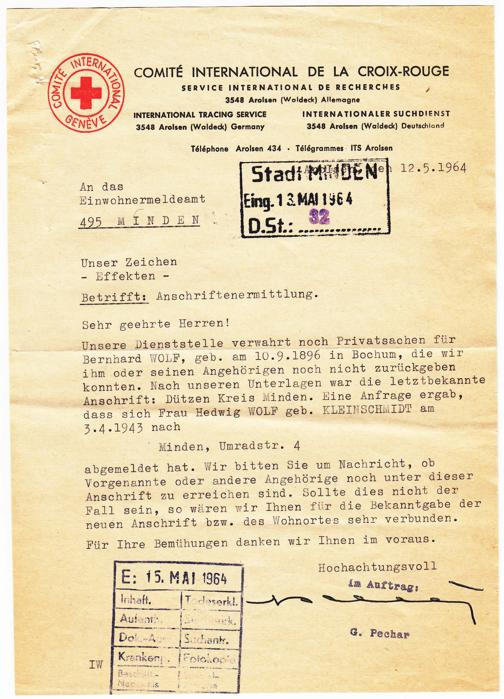 COMITÉ INTERNATIONAL GENÈVE
COMITÉ INTERNATIONAL DE LA CROIX-ROUGE
SERVICE INTERNATIONAL DE RECHERCHES
3548 Arolsen (Waldeck) Allemagne
INTERNATIONAL TRACING SERVICE INTERNATIONALER SUCHDIENST
3548 Arolsen (Waldeck) Germany 3548 Arolsen (Waldeck) Deutschland
Téléphone Arolsen 434 · Télégrammes ITS Arolsen
12.5.1964
Stadt MINDEN
Eing. 13. MAI 1964
32
D.St.:
An das
Einwohnermeldeamt
495 MINDEN
Unser Zeichen
- Effekten -
Betrifft: Anschriftenermittlung.
Sehr geehrte Herren!
Unsere Dienststelle verwahrt noch Privatsachen für
Bernhard WOLF, geb. am 10.9.1896 in Bochum, die wir
ihm oder seinen Angehörigen noch nicht zurückgeben
konnten. Nach unseren Unterlagen war die letztbekannte
Anschrift: Dützen Kreis Minden. Eine Anfrage ergab,
dass sich Frau Hedwig WOLF geb. KLEINSCHMIDT am
3.4.1943 nach
Minden, Umradstr. 4
abgemeldet hat. Wir bitten Sie um Nachricht, ob
Vorgenannte oder andere Angehörige noch unter dieser
Anschrift zu erreichen sind. Sollte dies nicht der
Fall sein, so wären wir Ihnen für die Bekanntgabe der
neuen Anschrift bzw. des Wohnortes sehr verbunden.
Für Ihre Bemühungen danken wir Ihnen im voraus.
Hochachtungsvoll
im Auftrag:
G. Pechar
E: 15. MAI 1964
Inhaft. Todeserkl.
Suchantr.
Krankenp. Fotokopie
IW